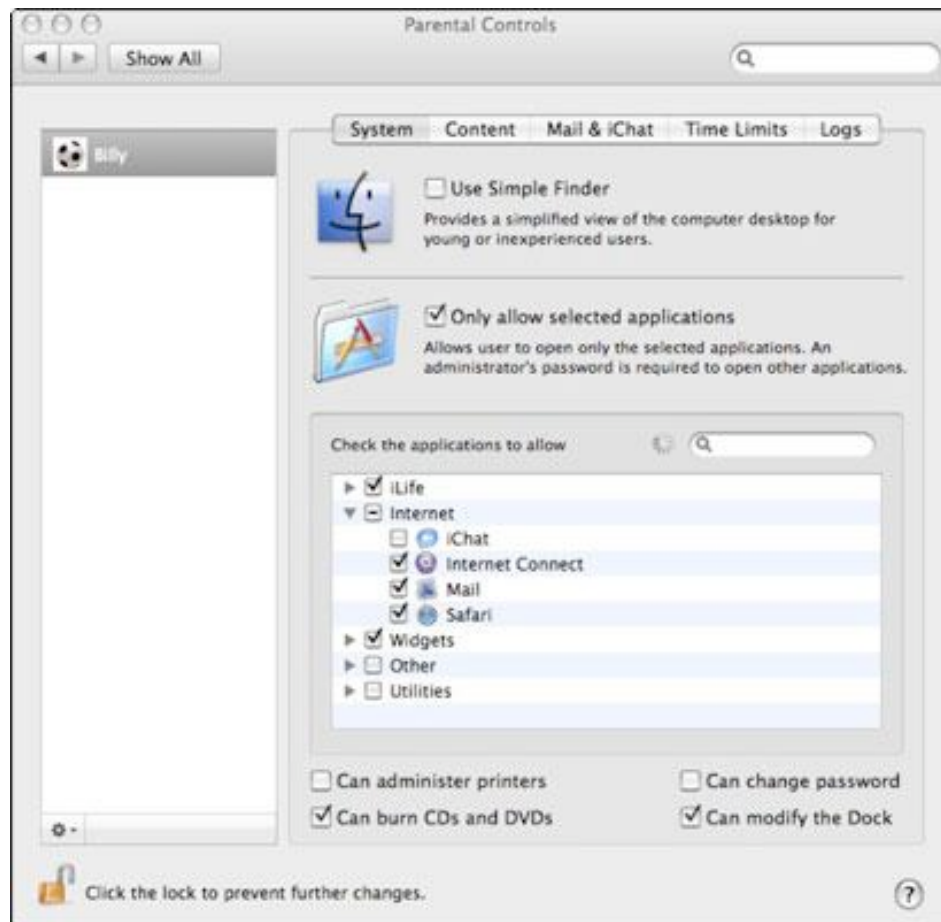 Parental Controls
Show All
System Content Mail & iChat Time Limits Logs
Billy
Use Simple Finder
Provides a simplified view of the computer desktop for
young or inexperienced users.
Only allow selected applications
Allows user to open only the selected applications. An
administrator's password is required to open other applications.
Check the applications to allow
iLife
Internet
iChat
Internet Connect
Mail
Safari
Widgets
Other
Utilities
Can administer printers
Can change password
Can burn CDs and DVDs
Can modify the Dock
Click the lock to prevent further changes.
?